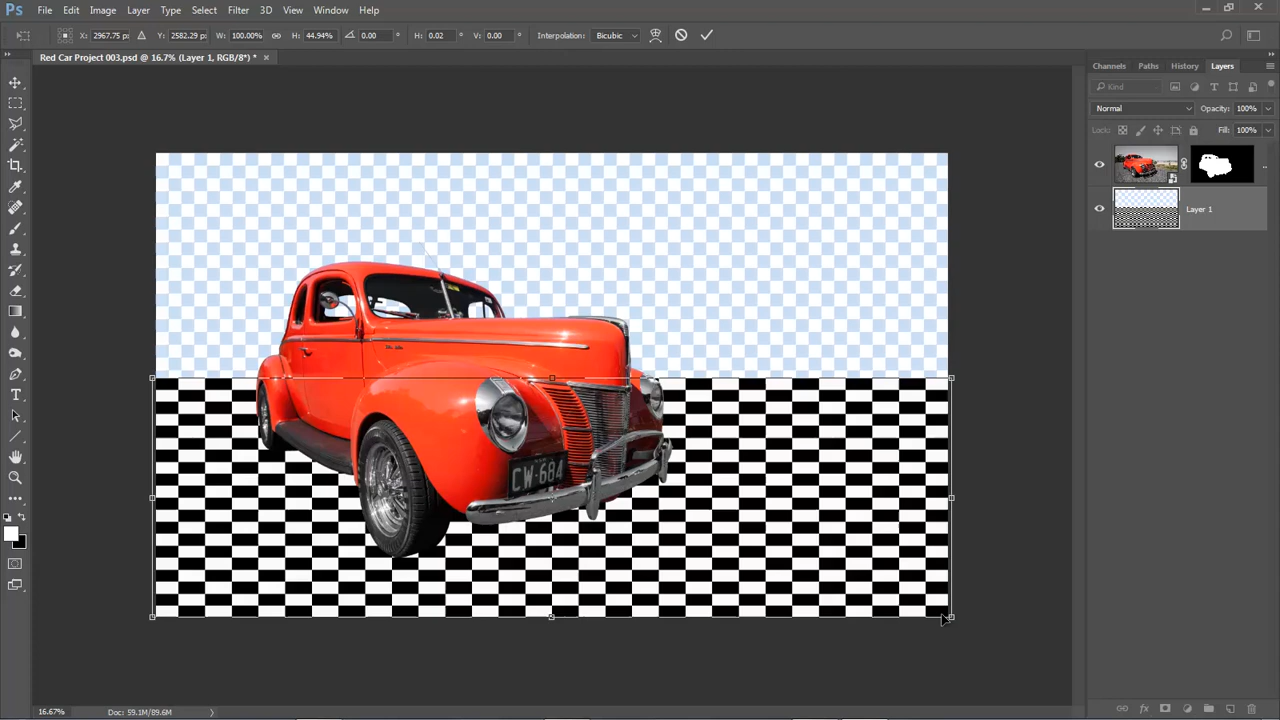 Ps File Edit Image Layer Type Select Filter 3D View Window Help
X: 2967.75 px Y: 2582.29 px W: 100.00% H: 44.94% 0.00 ° H: 0.02 ° V: 0.00 ° Interpolation: Bicubic
Red Car Project 003.psd @ 16.7% (Layer 1, RGB/8*) * ×
Channels Paths History Layers
Kind
Normal Opacity: 100%
Lock: Fill: 100%
Layer 1
CW·684
16.67% Doc: 59.1M/89.6M